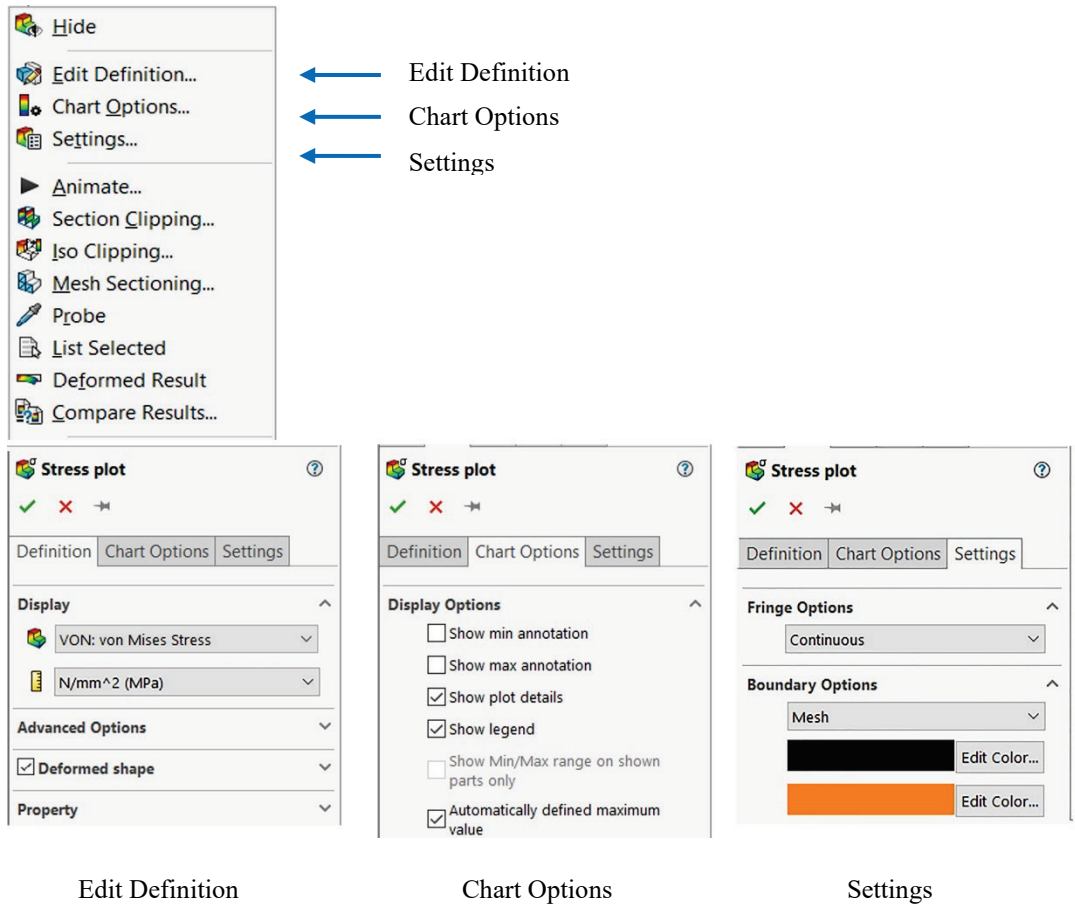 Hide
Edit Definition...
Chart Options...
Settings...
Animate...
Section Clipping...
Iso Clipping...
Mesh Sectioning...
Probe
List Selected
Deformed Result
Compare Results...
Edit Definition
Chart Options
Settings
Stress plot
Definition Chart Options Settings
Display
VON: von Mises Stress
N/mm^2 (MPa)
Advanced Options
Deformed shape
Property
Stress plot
Definition Chart Options Settings
Display Options
Show min annotation
Show max annotation
Show plot details
Show legend
Show Min/Max range on shown
parts only
Automatically defined maximum
value
Stress plot
Definition Chart Options Settings
Fringe Options
Continuous
Boundary Options
Mesh
Edit Color...
Edit Color...
Edit Definition
Chart Options
Settings